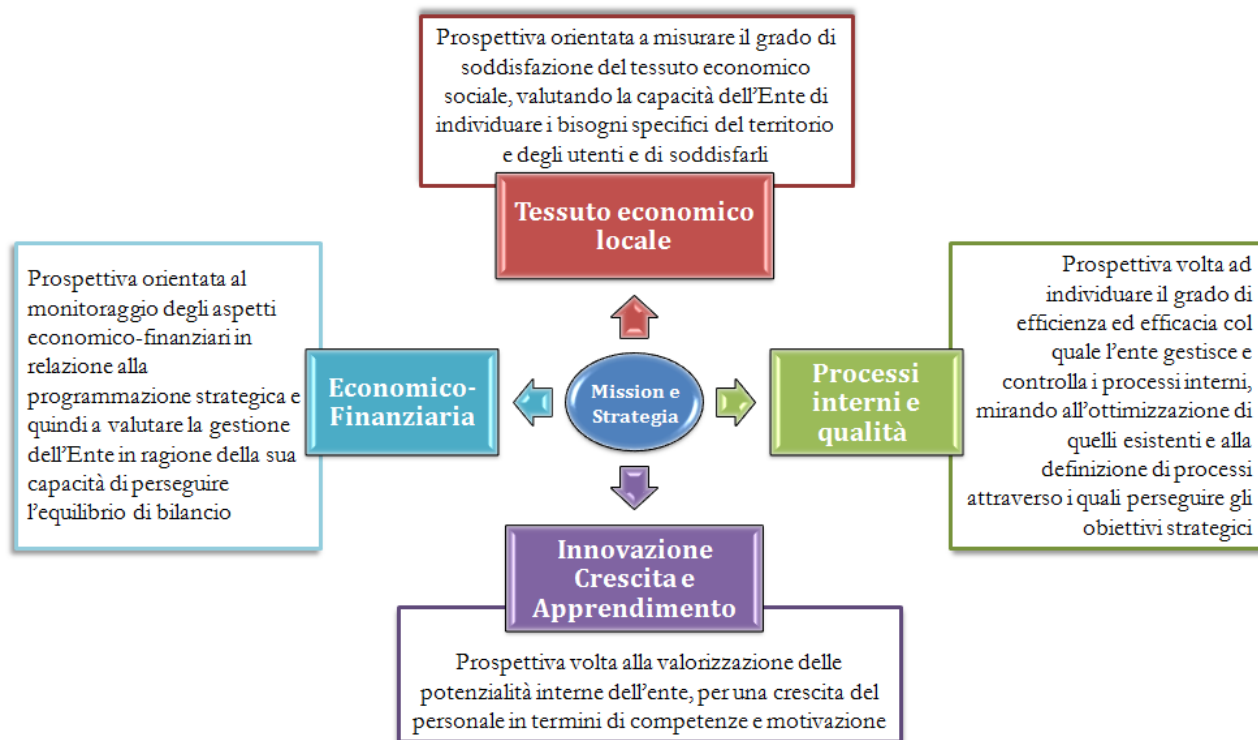 Prospettiva orientata a misurare il grado di
soddisfazione del tessuto economico
sociale, valutando la capacità dell'Ente di
individuare i bisogni specifici del territorio
e degli utenti e di soddisfarli
Tessuto economico
locale
Prospettiva orientata al
monitoraggio degli aspetti
economico-finanziari in
relazione alla
programmazione strategica e
quindi a valutare la gestione
dell'Ente in ragione della sua
capacità di perseguire
l'equilibrio di bilancio
Economico-
Finanziaria
Mission e
Strategia
Processi
interni e
qualità
Prospettiva volta ad
individuare il grado di
efficienza ed efficacia col
quale l'ente gestisce e
controlla i processi interni,
mirando all'ottimizzazione di
quelli esistenti e alla
definizione di processi
attraverso i quali perseguire gli
obiettivi strategici
Innovazione
Crescita e
Apprendimento
Prospettiva volta alla valorizzazione delle
potenzialità interne dell'ente, per una crescita del
personale in termini di competenze e motivazione